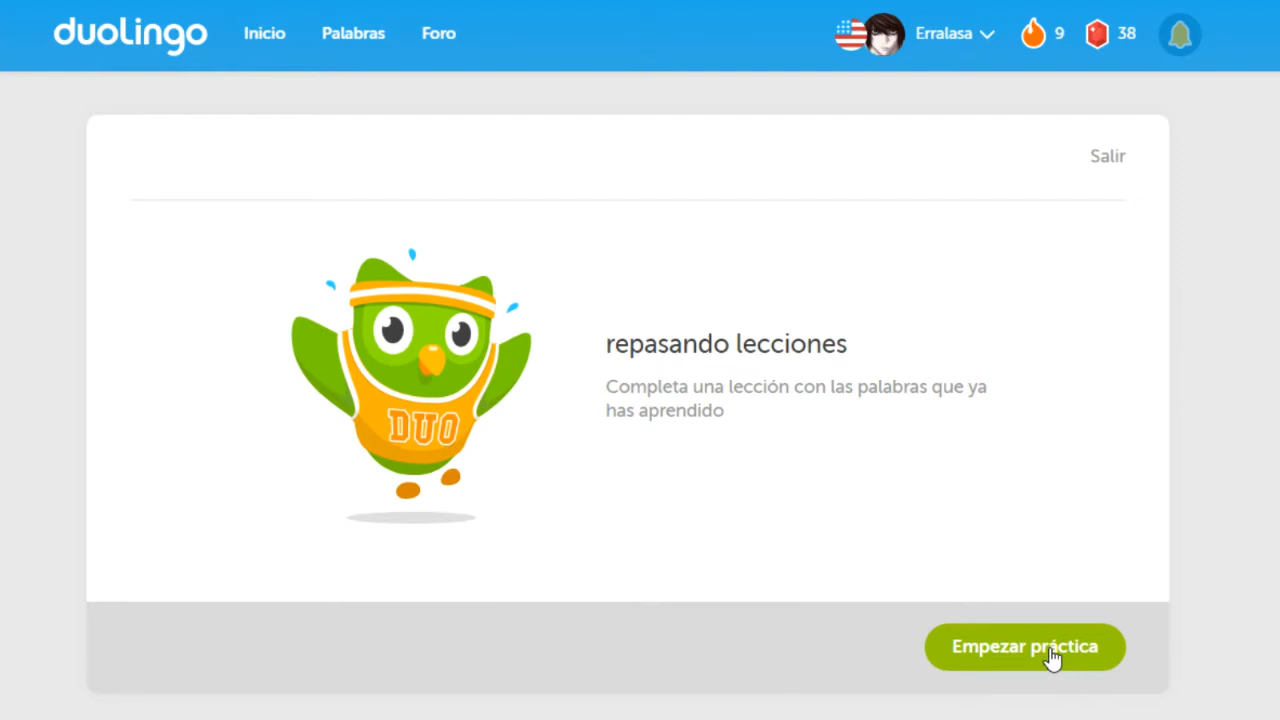 duolingo Inicio Palabras Foro Erralasa 9 38
Salir
DUO
repasando lecciones
Completa una lección con las palabras que ya
has aprendido
Empezar práctica